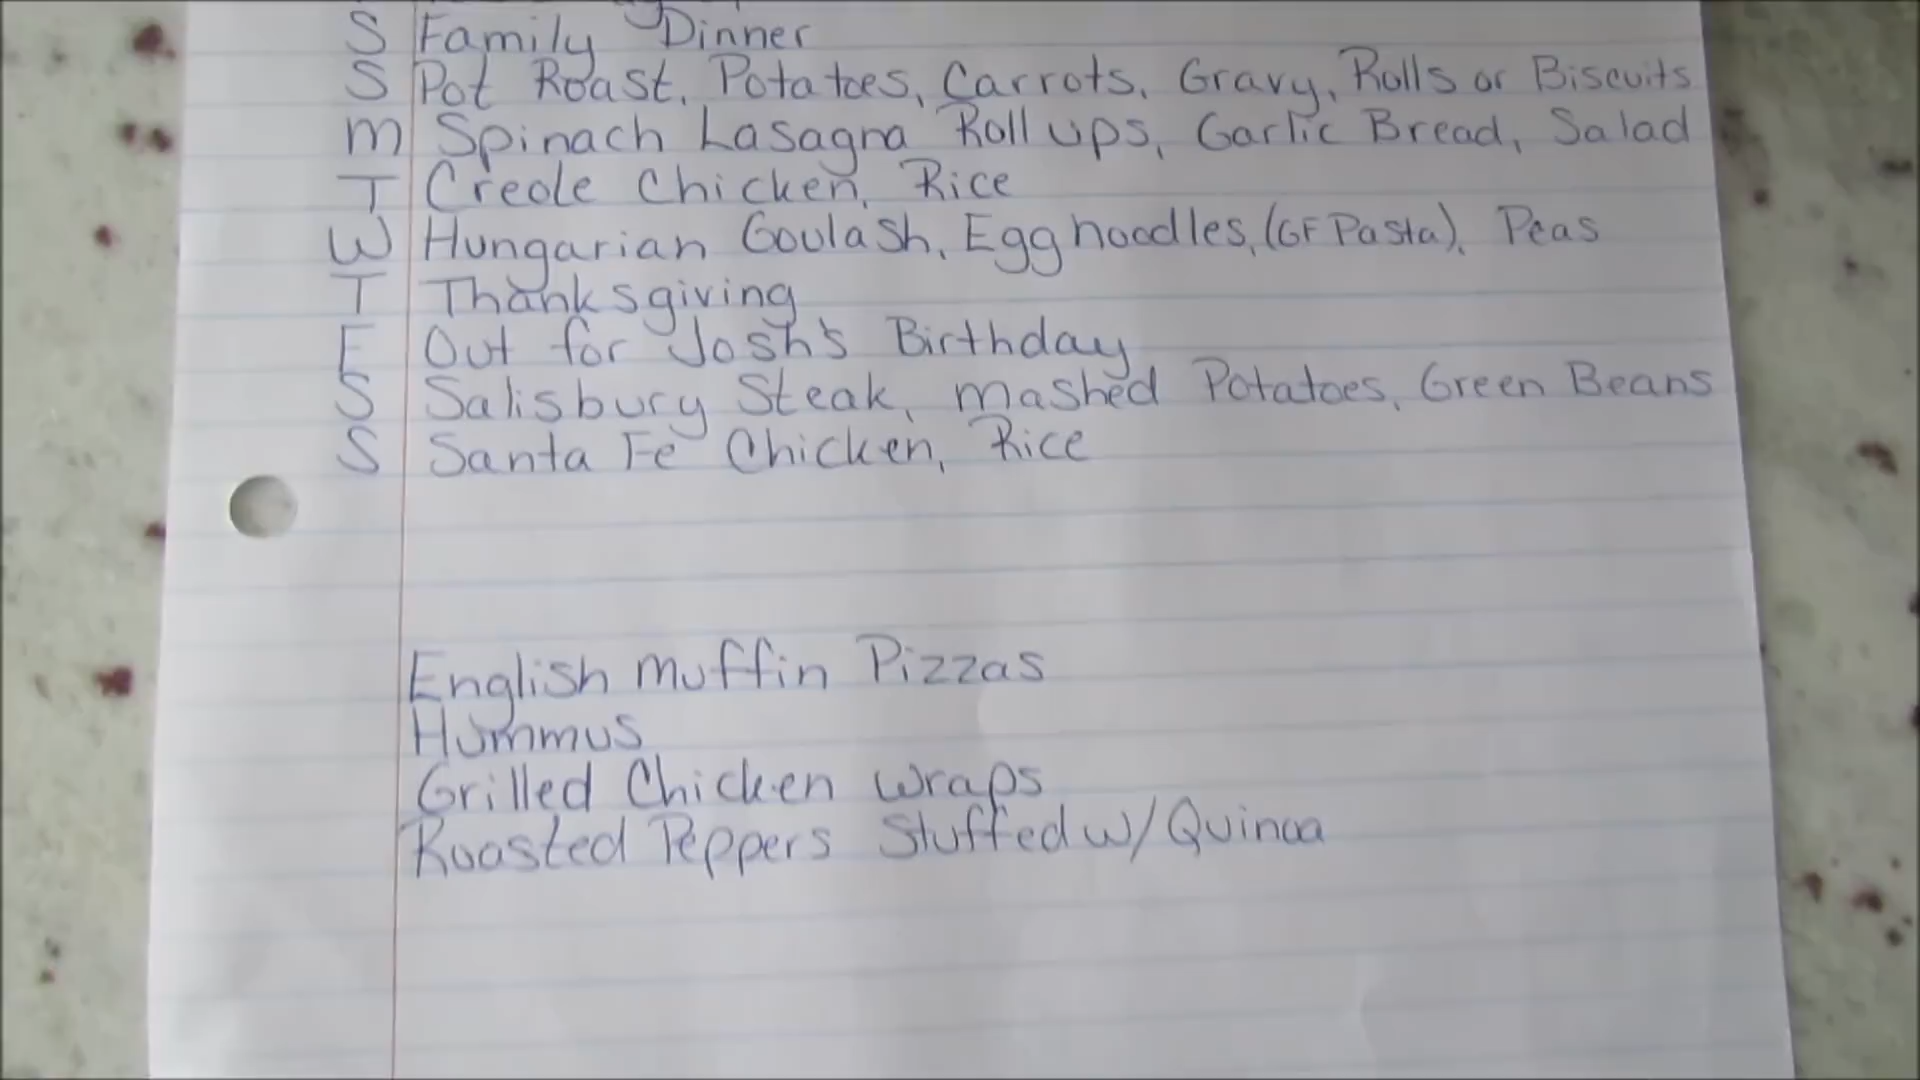 S Family Dinner
S Pot Roast, Potatoes, Carrots, Gravy, Rolls or Biscuits
M Spinach Lasagna Roll ups, Garlic Bread, Salad
T Creole Chicken, Rice
W Hungarian Goulash, Egg noodles, (GF Pasta), Peas
T Thanksgiving
F Out for Josh's Birthday
S Salisbury Steak, mashed Potatoes, Green Beans
S Santa Fe Chicken, Rice
English Muffin Pizzas
Hummus
Grilled Chicken Wraps
Roasted Peppers Stuffed w/ Quinoa